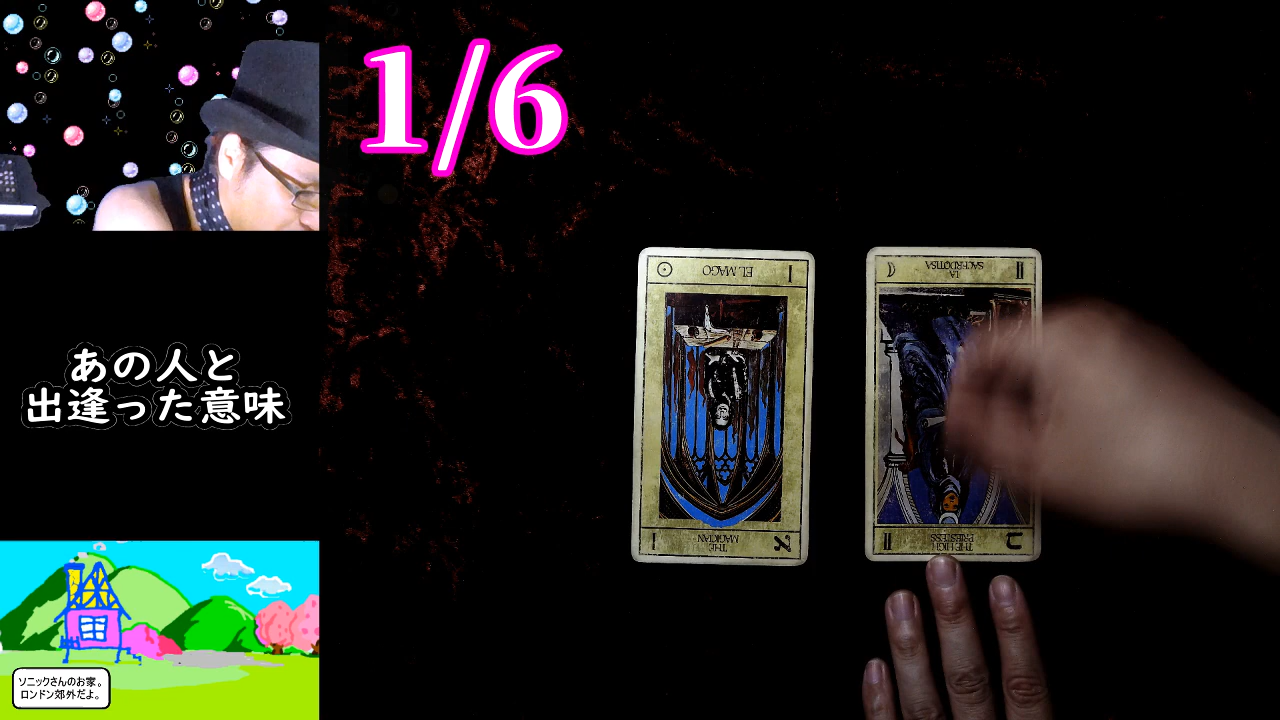 1/6
あの人と
出逢った意味
ソニックさんのお家。
ロンドン郊外だよ。
I
EL MAGO
I
THE
MAGICIAN
א
II
LA
SACERDOTISA
II
THE HIGH
PRIESTESS
ב